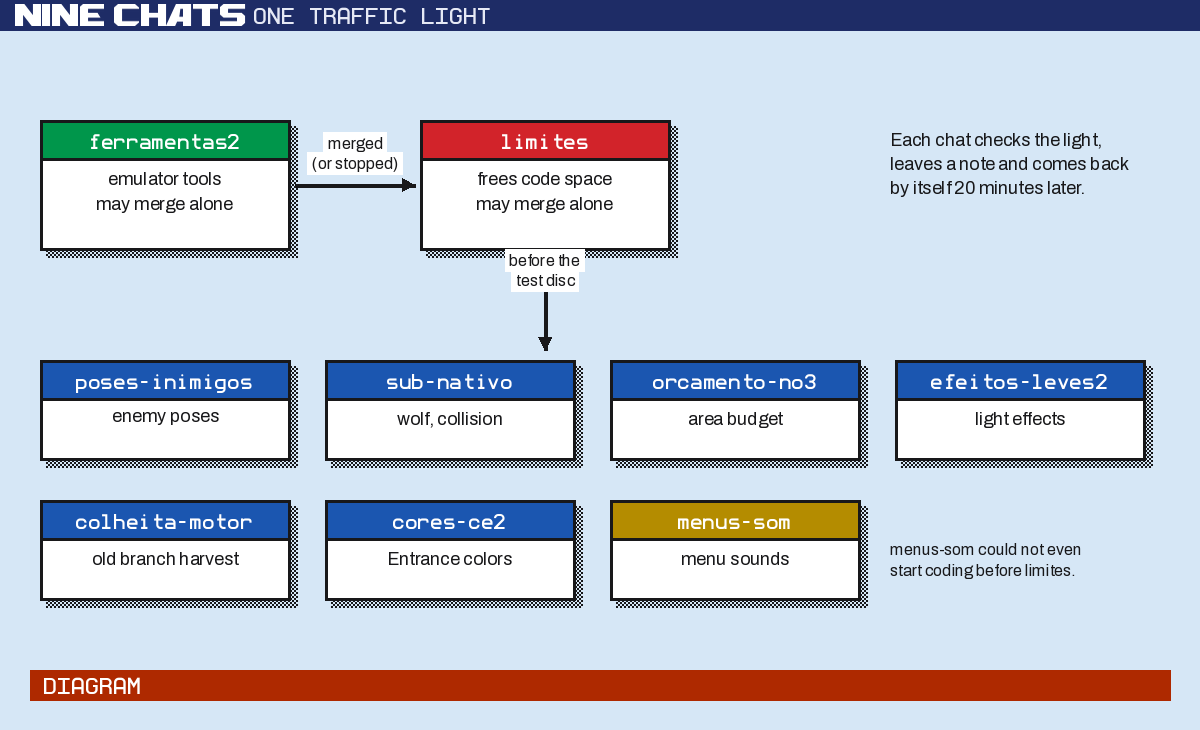 NINE CHATS ONE TRAFFIC LIGHT
ferramentas2
emulator tools
may merge alone
merged
(or stopped)
limites
frees code space
may merge alone
Each chat checks the light,
leaves a note and comes back
by itself 20 minutes later.
before the
test disc
poses-inimigos
enemy poses
sub-nativo
wolf, collision
orcamento-no3
area budget
efeitos-leves2
light effects
colheita-motor
old branch harvest
cores-ce2
Entrance colors
menus-som
menu sounds
menus-som could not even
start coding before limites.
DIAGRAM